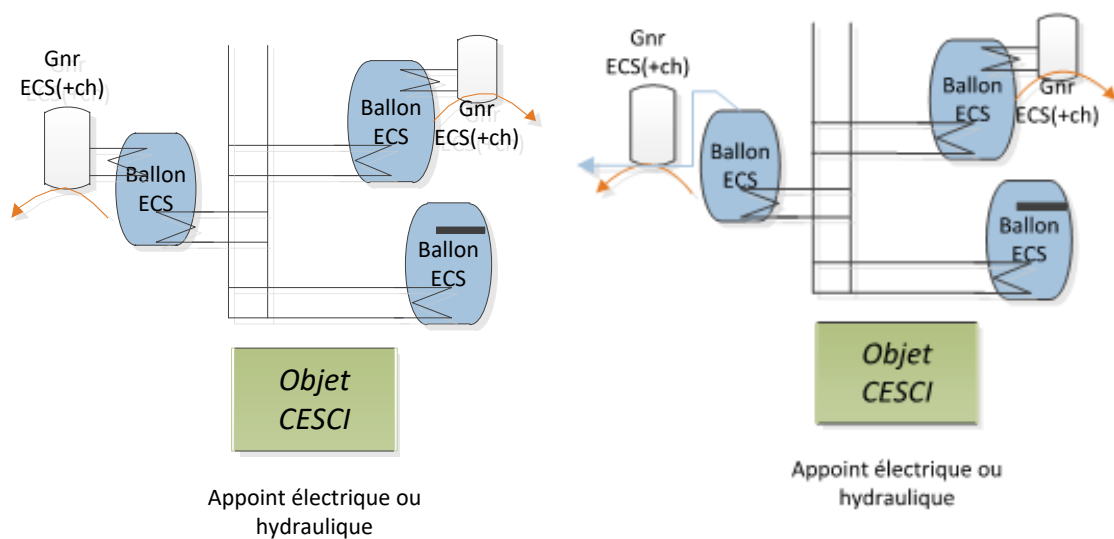 Gnr
ECS(+ch)
Ballon
ECS
Ballon
ECS
Gnr
ECS(+ch)
Ballon
ECS
Objet
CESCI
Appoint électrique ou
hydraulique
Gnr
ECS(+ch)
Ballon
ECS
Ballon
ECS
Gnr
ECS(+ch)
Ballon
ECS
Objet
CESCI
Appoint électrique ou
hydraulique